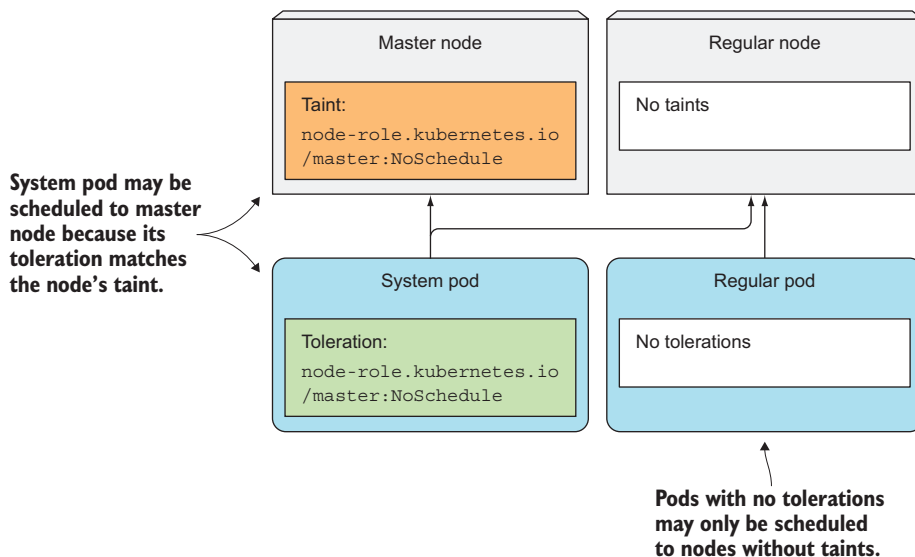 Master node
Taint:
node-role.kubernetes.io
/master:NoSchedule
Regular node
No taints
System pod may be
scheduled to master
node because its
toleration matches
the node's taint.
System pod
Toleration:
node-role.kubernetes.io
/master:NoSchedule
Regular pod
No tolerations
Pods with no tolerations
may only be scheduled
to nodes without taints.